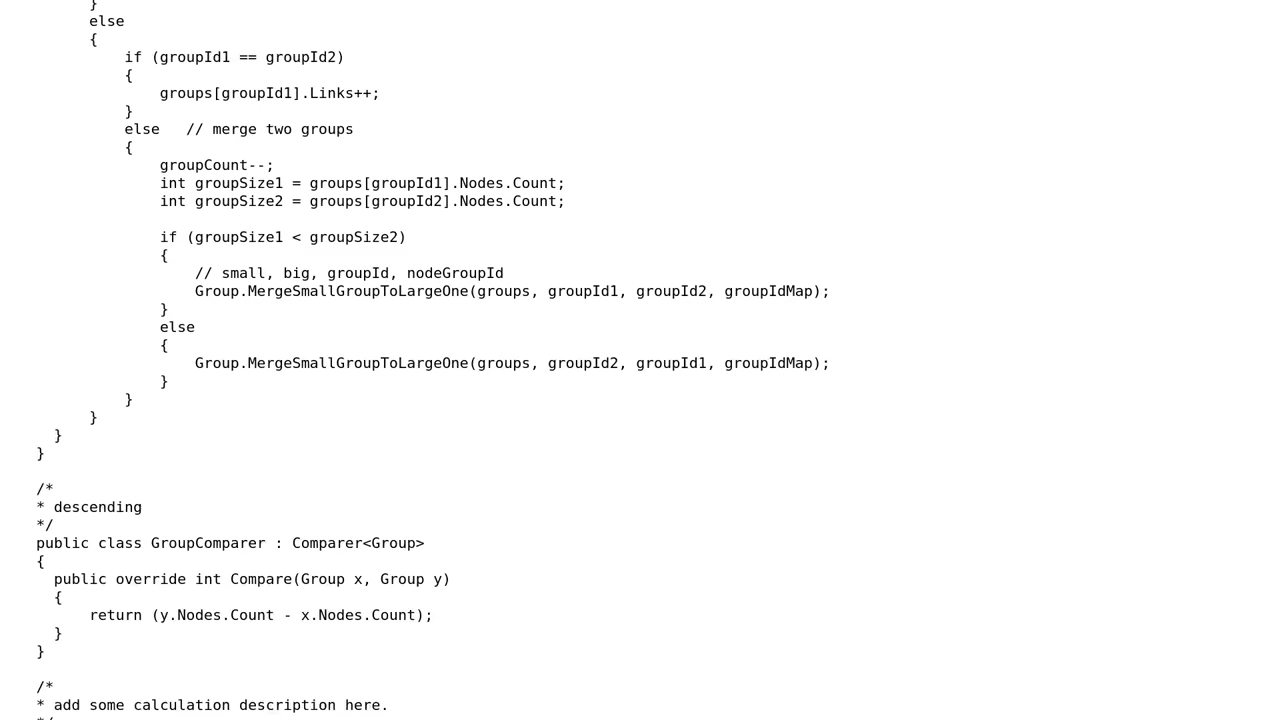 }
else
{
if (groupId1 == groupId2)
{
groups[groupId1].Links++;
}
else   // merge two groups
{
groupCount--;
int groupSize1 = groups[groupId1].Nodes.Count;
int groupSize2 = groups[groupId2].Nodes.Count;
if (groupSize1 < groupSize2)
{
// small, big, groupId, nodeGroupId
Group.MergeSmallGroupToLargeOne(groups, groupId1, groupId2, groupIdMap);
}
else
{
Group.MergeSmallGroupToLargeOne(groups, groupId2, groupId1, groupIdMap);
}
}
}
}
}
/*
* descending
*/
public class GroupComparer : Comparer<Group>
{
public override int Compare(Group x, Group y)
{
return (y.Nodes.Count - x.Nodes.Count);
}
}
/*
* add some calculation description here.
*/